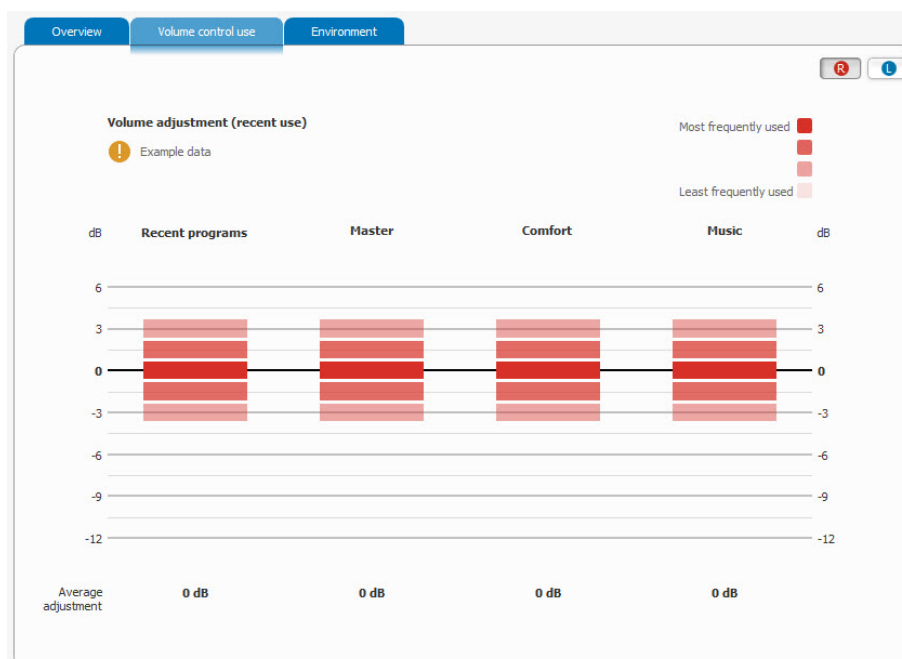 Overview Volume control use Environment
R L
Volume adjustment (recent use)
Most frequently used
! Example data
Least frequently used
dB Recent programs Master Comfort Music dB
6 6
3 3
0 0
-3 -3
-6 -6
-9 -9
-12 -12
Average
adjustment
0 dB 0 dB 0 dB 0 dB